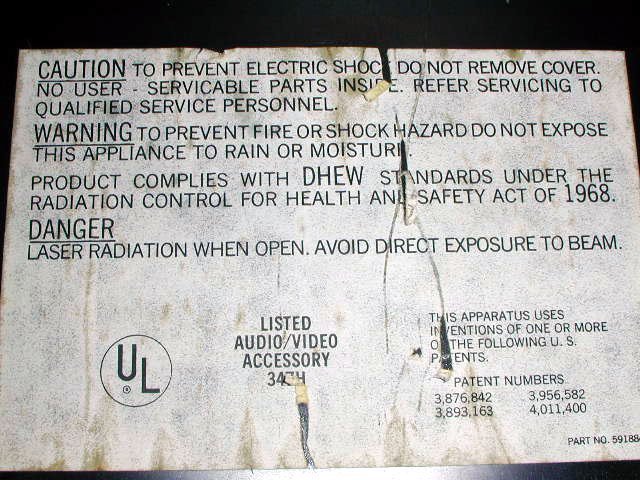 CAUTION TO PREVENT ELECTRIC SHOCK DO NOT REMOVE COVER.
NO USER - SERVICABLE PARTS INSIDE. REFER SERVICING TO
QUALIFIED SERVICE PERSONNEL.
WARNING TO PREVENT FIRE OR SHOCK HAZARD DO NOT EXPOSE
THIS APPLIANCE TO RAIN OR MOISTURE.
PRODUCT COMPLIES WITH DHEW STANDARDS UNDER THE
RADIATION CONTROL FOR HEALTH AND SAFETY ACT OF 1968.
DANGER
LASER RADIATION WHEN OPEN. AVOID DIRECT EXPOSURE TO BEAM.
UL
LISTED
AUDIO/VIDEO
ACCESSORY
THIS APPARATUS USES
INVENTIONS OF ONE OR MORE
OF THE FOLLOWING U.S.
PATENTS.
PATENT NUMBERS
3,876,842 3,956,582
3,893,163 4,011,400
PART NO. 59188